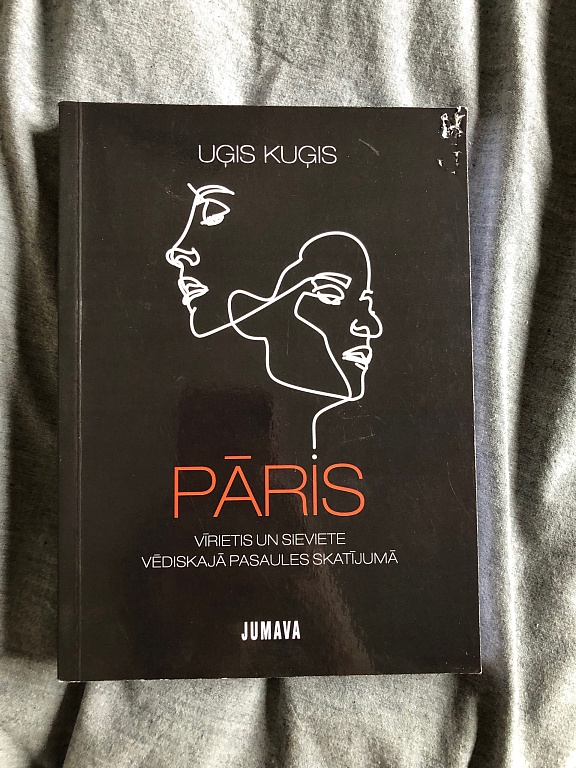 UĢIS KUĢIS
PĀRIS
VĪRIETIS UN SIEVIETE
VĒDISKAJĀ PASAULES SKATĪJUMĀ
JUMAVA